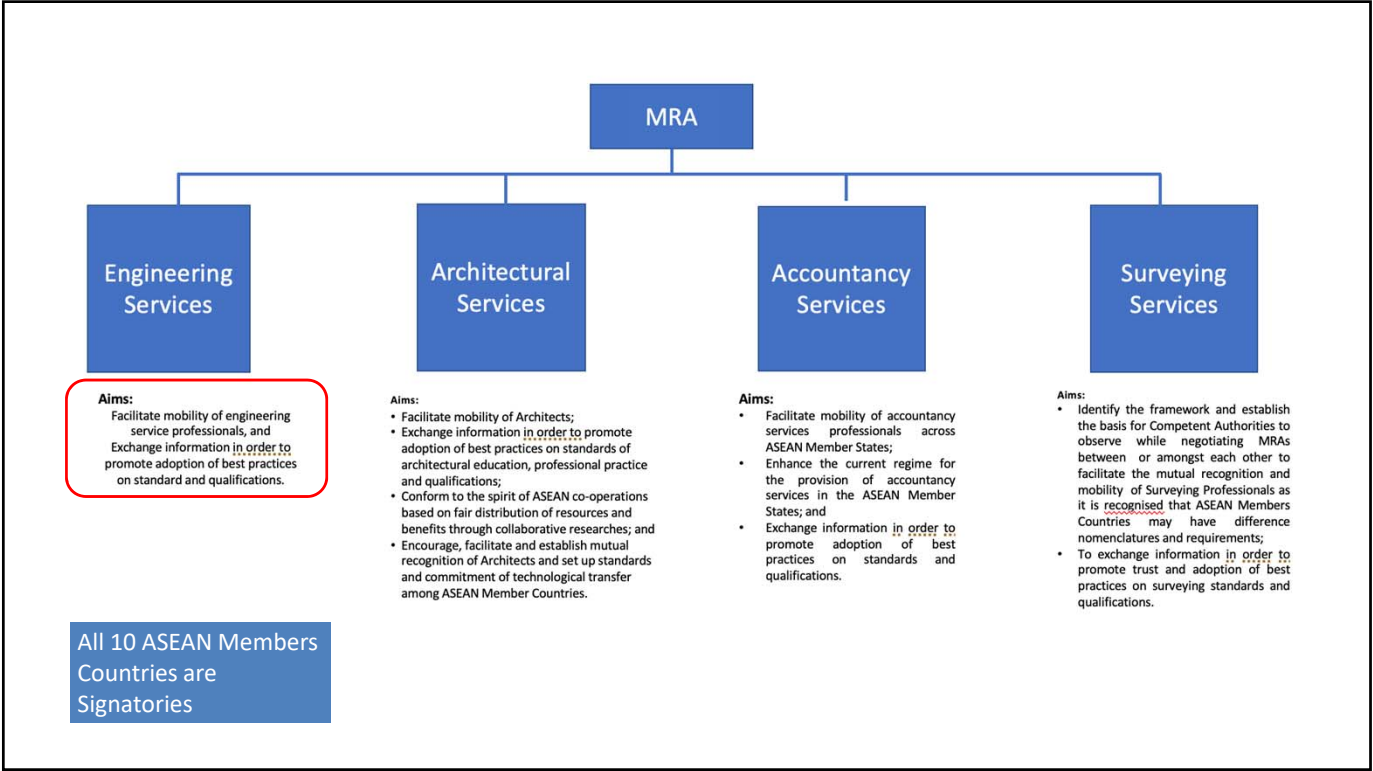 MRA
Engineering
Services
Architectural
Services
Accountancy
Services
Surveying
Services
Aims:
Facilitate mobility of engineering
service professionals, and
Exchange information in order to
promote adoption of best practices
on standard and qualifications.
Aims:
• Facilitate mobility of Architects;
• Exchange information in order to promote
adoption of best practices on standards of
architectural education, professional practice
and qualifications;
• Conform to the spirit of ASEAN co-operations
based on fair distribution of resources and
benefits through collaborative researches; and
• Encourage, facilitate and establish mutual
recognition of Architects and set up standards
and commitment of technological transfer
among ASEAN Member Countries.
Aims:
• Facilitate mobility of accountancy
services professionals across
ASEAN Member States;
• Enhance the current regime for
the provision of accountancy
services in the ASEAN Member
States; and
• Exchange information in order to
promote adoption of best
practices on standards and
qualifications.
Aims:
• Identify the framework and establish
the basis for Competent Authorities to
observe while negotiating MRAs
between or amongst each other to
facilitate the mutual recognition and
mobility of Surveying Professionals as
it is recognised that ASEAN Members
Countries may have difference
nomenclatures and requirements;
• To exchange information in order to
promote trust and adoption of best
practices on surveying standards and
qualifications.
All 10 ASEAN Members
Countries are
Signatories